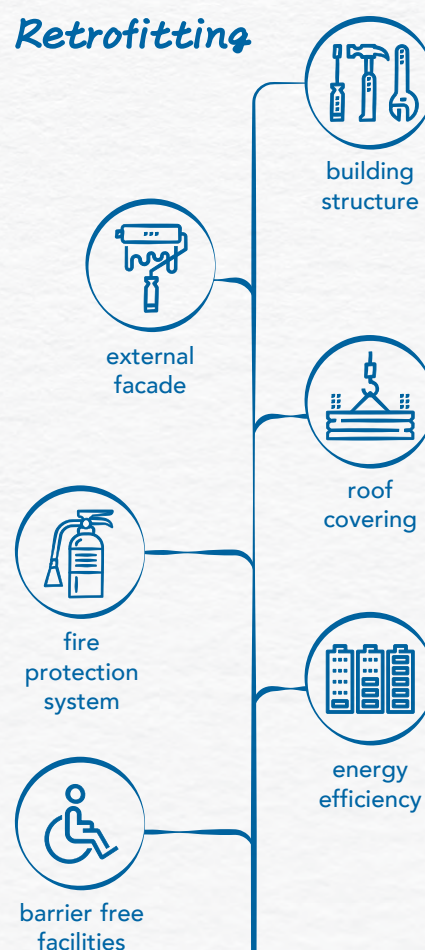 Retrofitting
building
structure
external
facade
roof
covering
fire
protection
system
energy
efficiency
barrier free
facilities